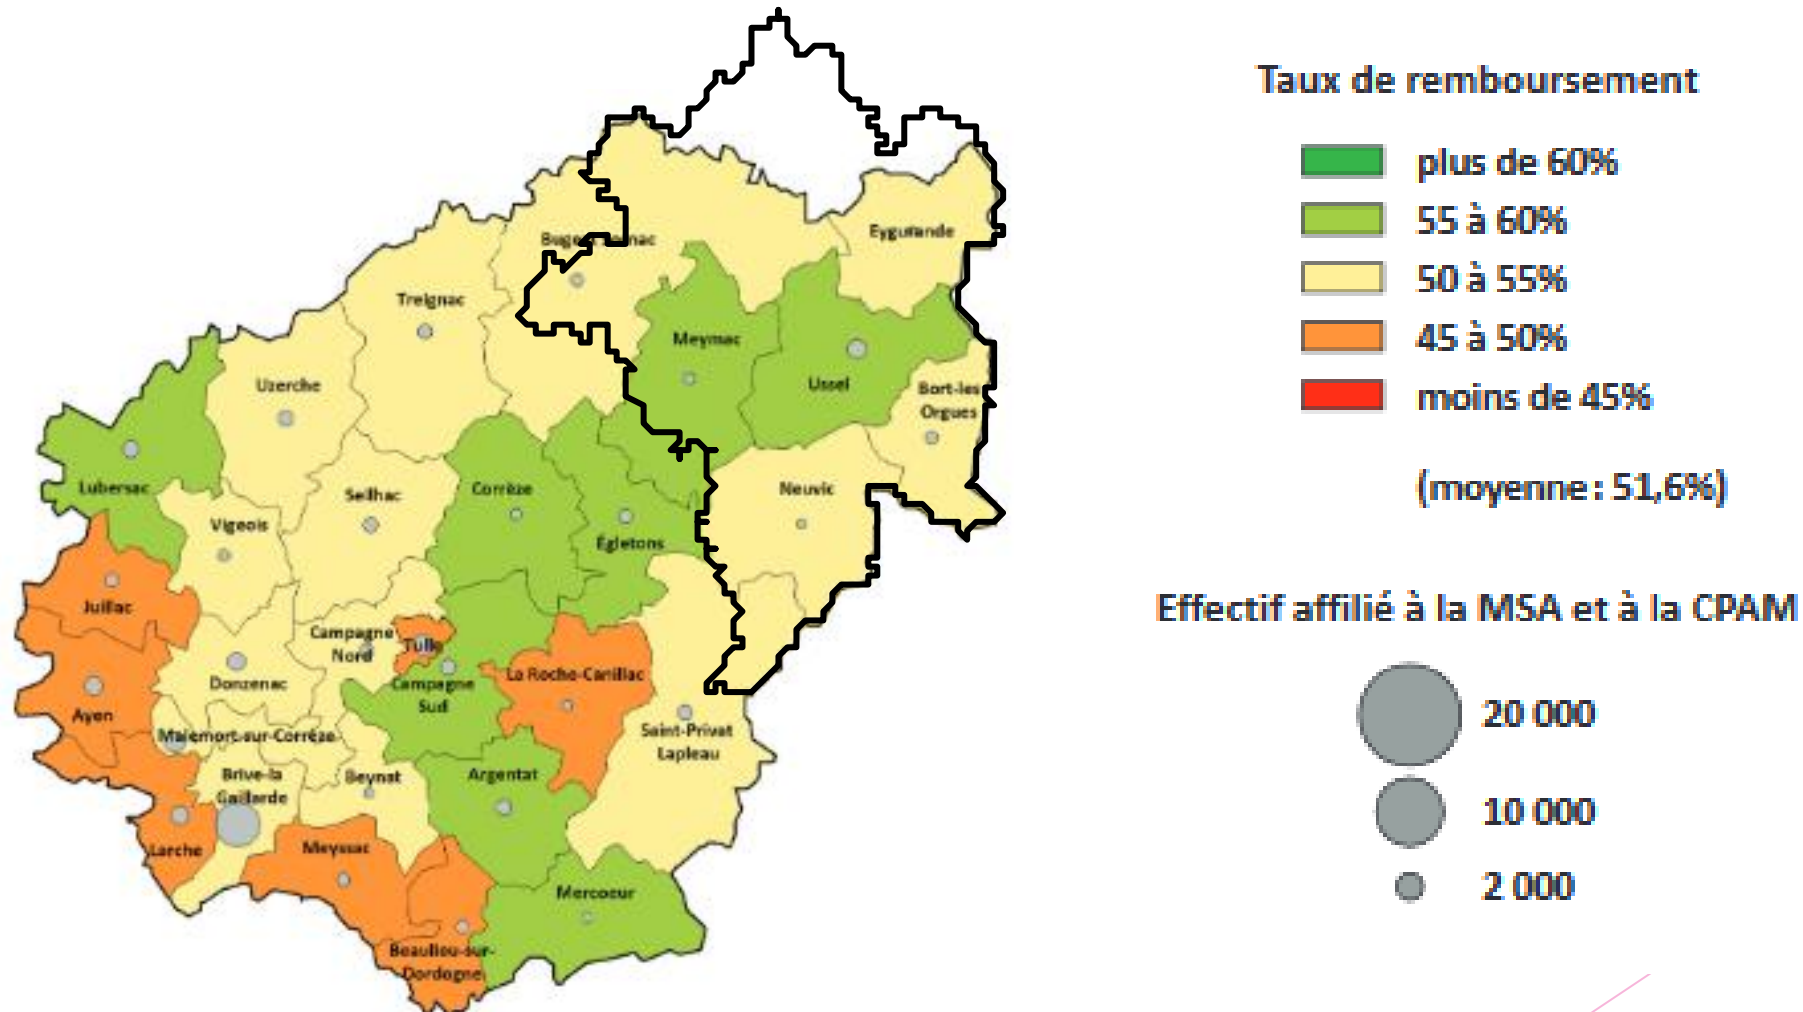 Taux de remboursement
plus de 60%
55 à 60%
50 à 55%
45 à 50%
moins de 45%
(moyenne : 51,6%)
Effectif affilié à la MSA et à la CPAM
20 000
10 000
2 000
Eygurande
Treignac
Meymac
Ussel
Uzerche
Bort-les
Orgues
Lubersac
Seilhac
Corrèze
Neuvic
Vigeois
Égletons
Juillac
Campagne
Nord
Tulle
Donzenac
Campagne
Sud
La Roche-Canillac
Ayen
Malemort-sur-Corrèze
Saint-Privat
Lapleau
Brive-la
Gaillarde
Beynat
Argentat
Larche
Meyssac
Mercoeur
Beaulieu-sur-
Dordogne